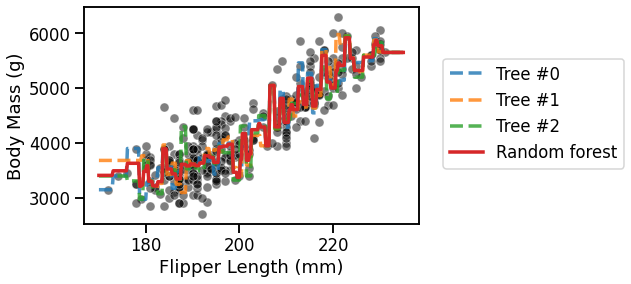 6000
5000
4000
3000
Body Mass (g)
180
200
220
Flipper Length (mm)
Tree #0
Tree #1
Tree #2
Random forest